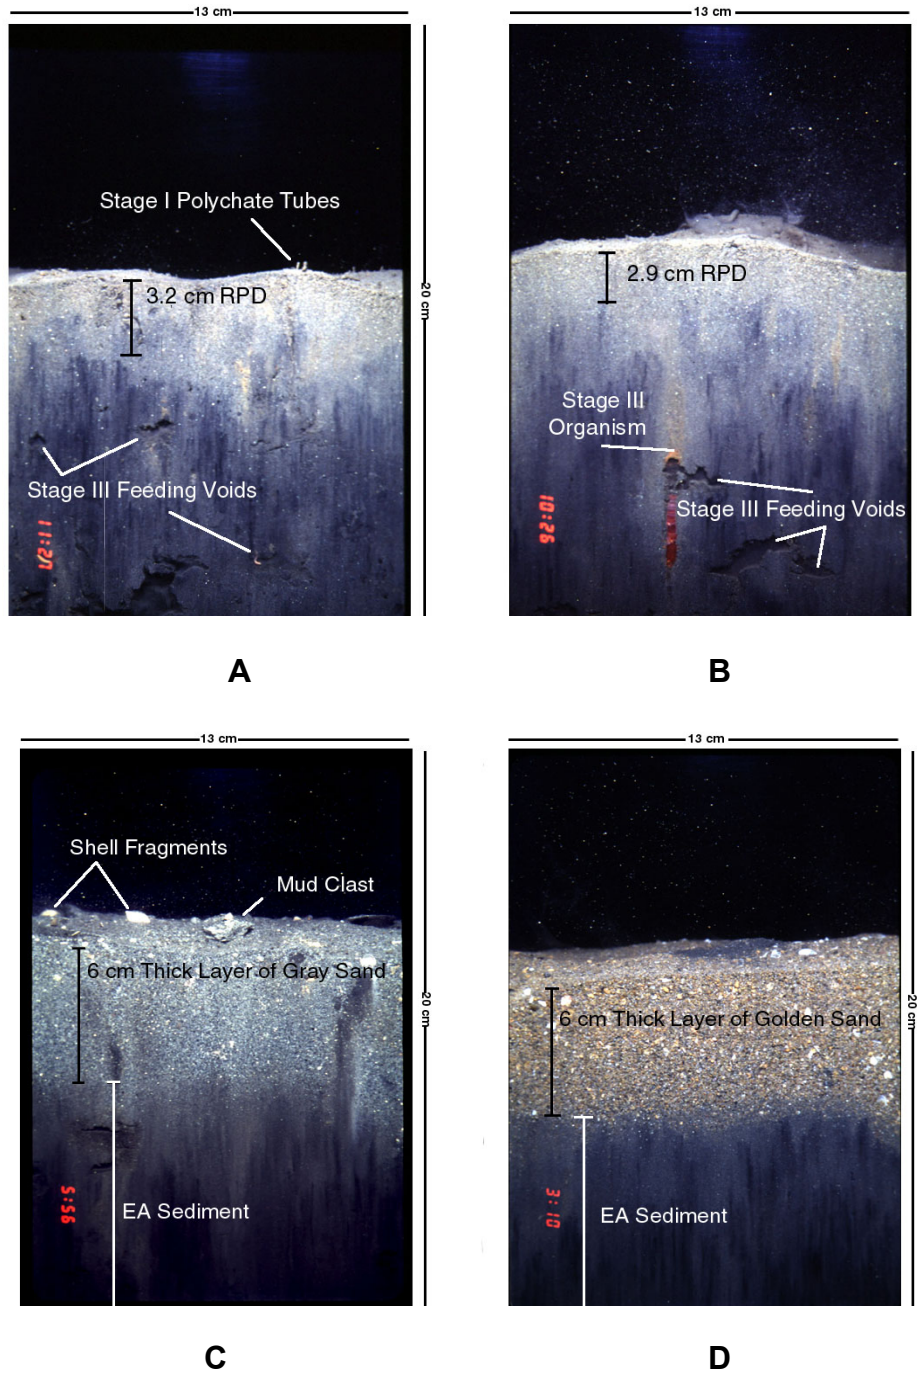 13 cm
13 cm
Stage I Polychate Tubes
3.2 cm RPD
20 cm
2.9 cm RPD
Stage III
Organism
Stage III Feeding Voids
Stage III Feeding Voids
10:26
A
B
13 cm
13 cm
Shell Fragments
Mud Clast
6 cm Thick Layer of Gray Sand
20 cm
6 cm Thick Layer of Golden Sand
20 cm
5:56
EA Sediment
3:10
EA Sediment
C
D